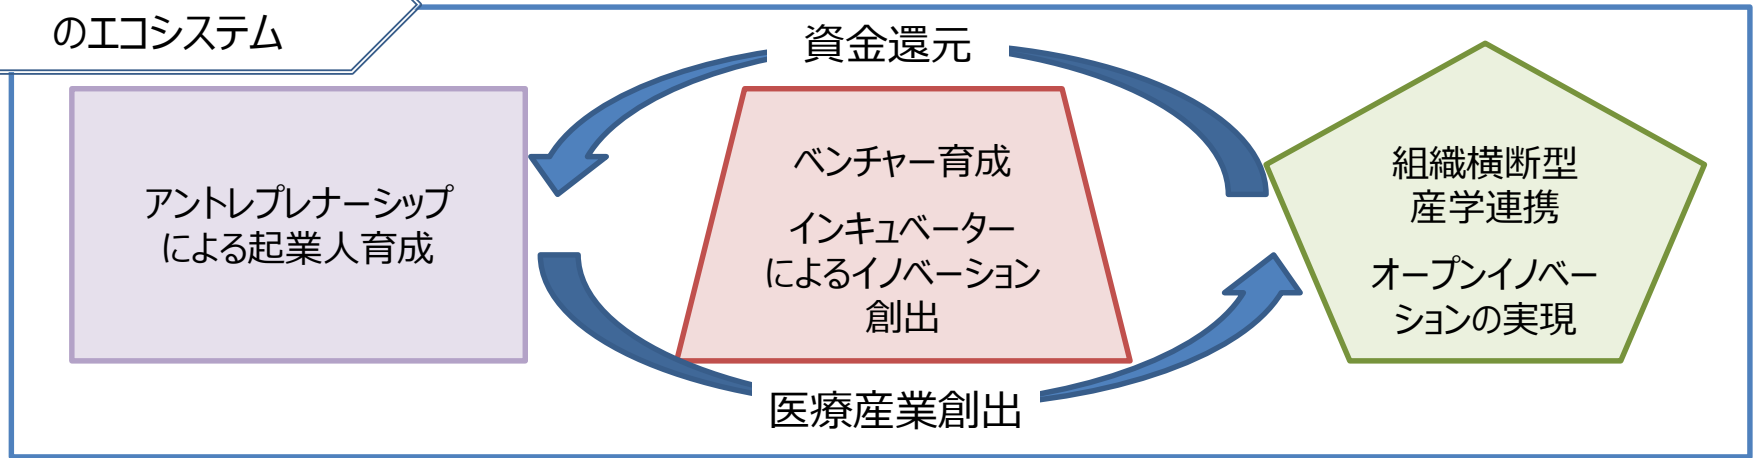 のエコシステム
資金還元
アントレプレナーシップ
による起業人育成
ベンチャー育成
インキュベーター
によるイノベーション
創出
組織横断型
産学連携
オープンイノベー
ションの実現
医療産業創出